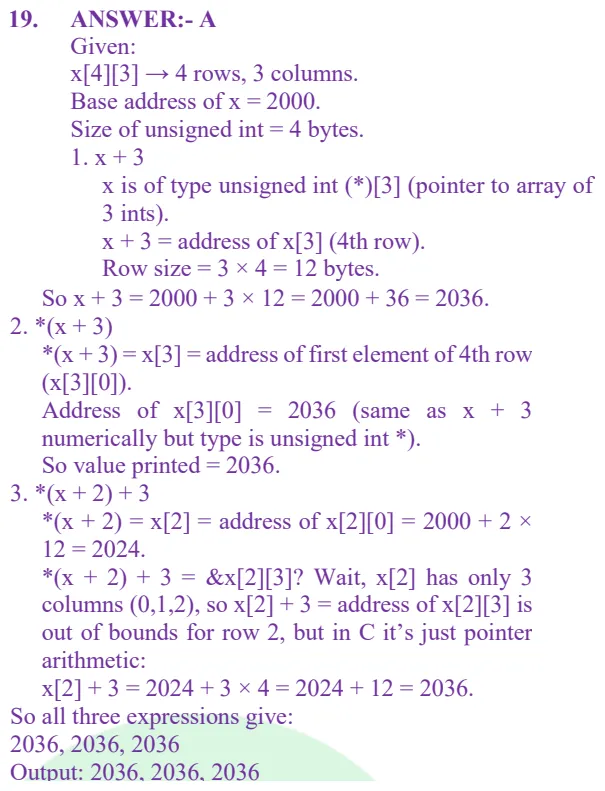 19. ANSWER:- A
Given:
x[4][3] → 4 rows, 3 columns.
Base address of x = 2000.
Size of unsigned int = 4 bytes.
1. x + 3
x is of type unsigned int (*)[3] (pointer to array of
3 ints).
x + 3 = address of x[3] (4th row).
Row size = 3 × 4 = 12 bytes.
So x + 3 = 2000 + 3 × 12 = 2000 + 36 = 2036.
2. *(x + 3)
*(x + 3) = x[3] = address of first element of 4th row
(x[3][0]).
Address of x[3][0] = 2036 (same as x + 3
numerically but type is unsigned int *).
So value printed = 2036.
3. *(x + 2) + 3
*(x + 2) = x[2] = address of x[2][0] = 2000 + 2 ×
12 = 2024.
*(x + 2) + 3 = &x[2][3]? Wait, x[2] has only 3
columns (0,1,2), so x[2] + 3 = address of x[2][3] is
out of bounds for row 2, but in C it’s just pointer
arithmetic:
x[2] + 3 = 2024 + 3 × 4 = 2024 + 12 = 2036.
So all three expressions give:
2036, 2036, 2036
Output: 2036, 2036, 2036